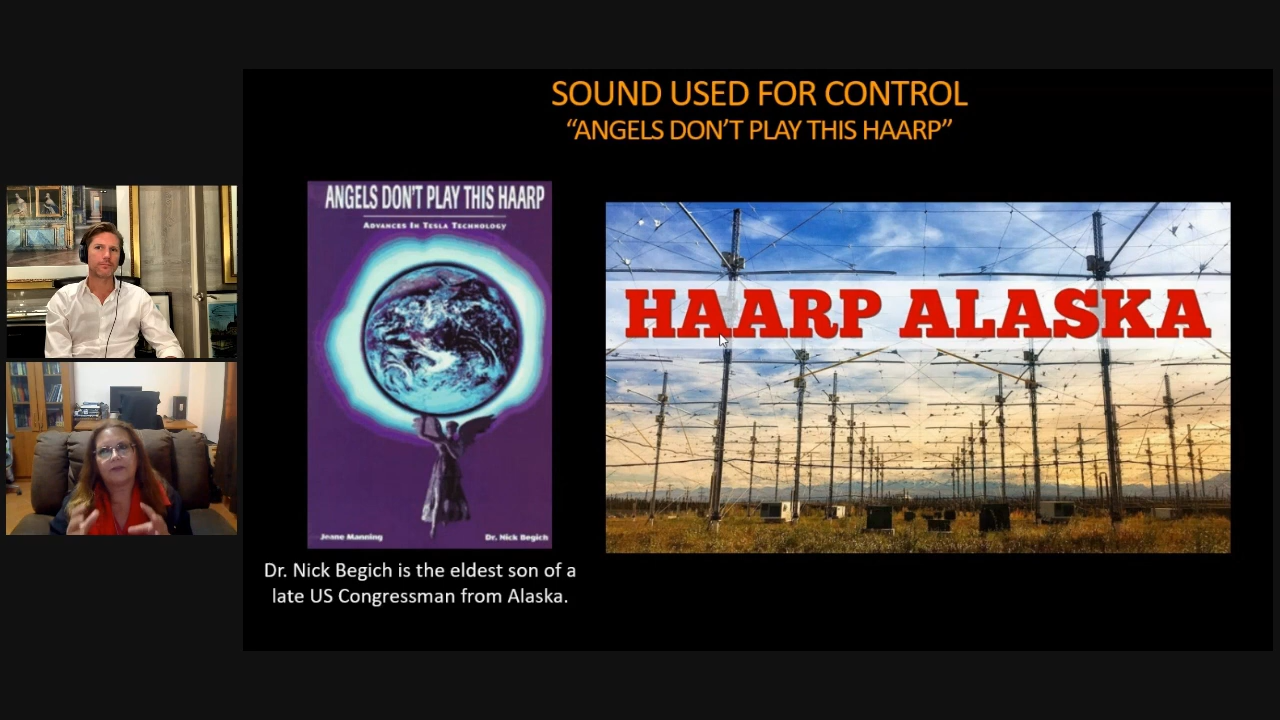 SOUND USED FOR CONTROL
“ANGELS DON’T PLAY THIS HAARP”
ANGELS DON'T PLAY THIS HAARP
ADVANCES IN TESLA TECHNOLOGY
Jeane Manning Dr. Nick Begich
HAARP ALASKA
Dr. Nick Begich is the eldest son of a
late US Congressman from Alaska.